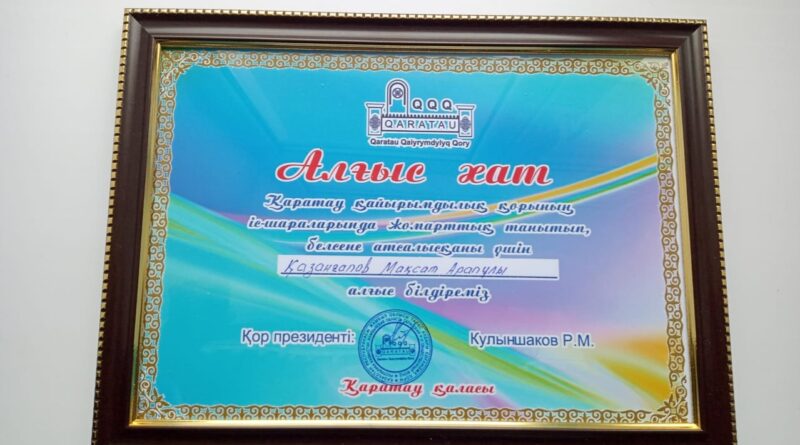 QQQ
QARATAU
Qaratau Qaiyrymdylyq Qory
Алғыс хат
Қаратау қайырымдылық қорының
іс-шараларында жомарттық танытып,
белсене атсалысқаны үшін
Қазанғапов Мақсат Арапұлы
алғыс білдіреміз
Қор президенті:
Кулыншаков Р.М.
Қаратау қаласы